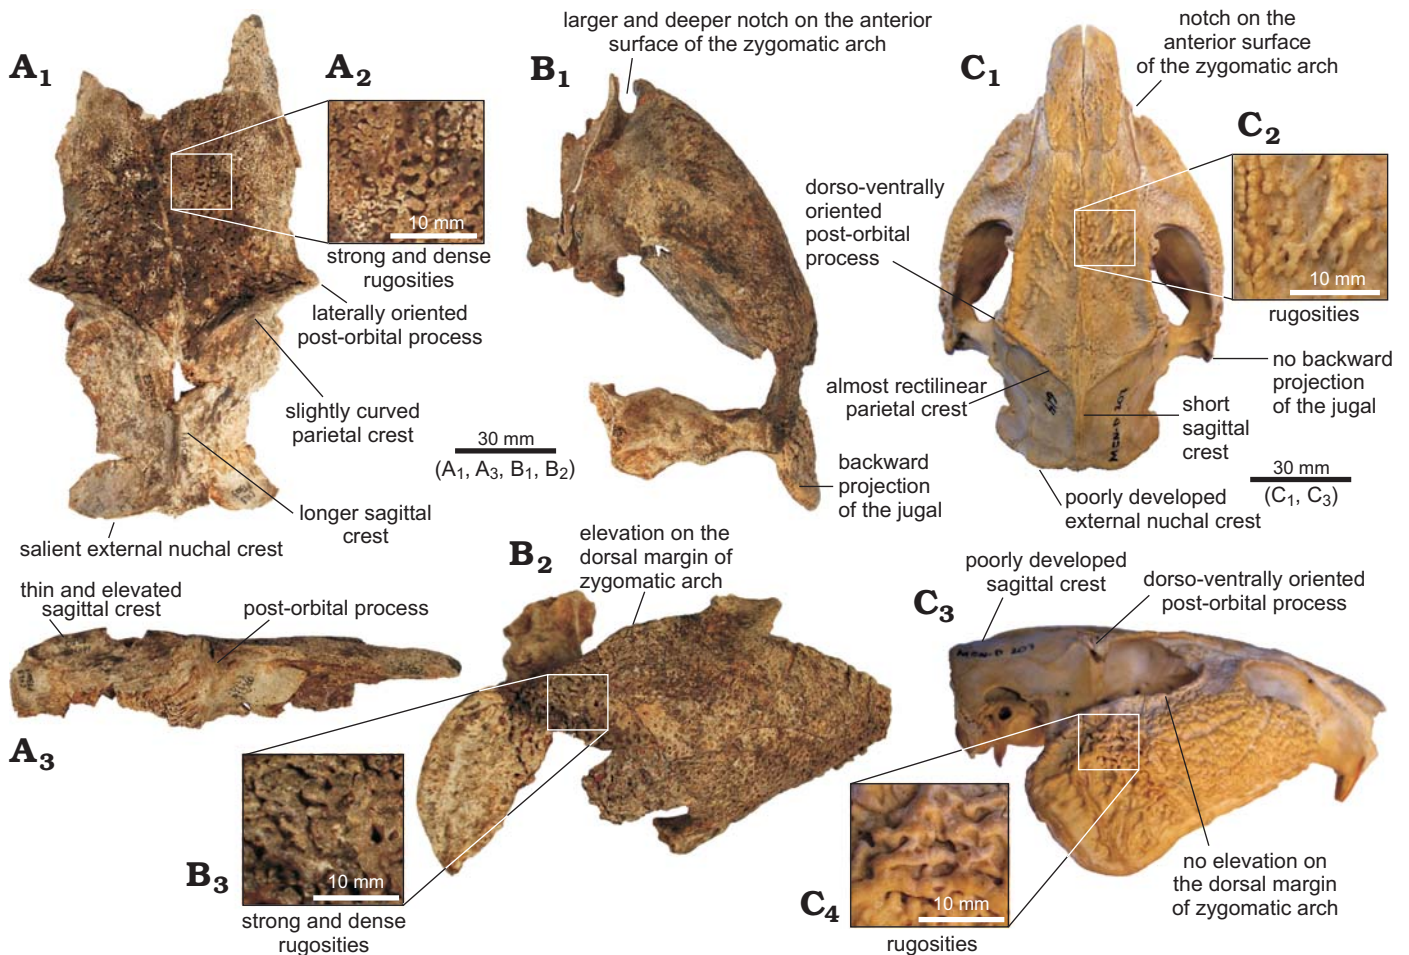 A1
A2
10 mm
strong and dense
rugosities
laterally oriented
post-orbital process
slightly curved
parietal crest
30 mm
(A1, A3, B1, B2)
longer sagittal
crest
salient external nuchal crest
larger and deeper notch on the anterior
surface of the zygomatic arch
B1
dorso-ventrally
oriented
post-orbital
process
almost rectilinear
parietal crest
backward
projection
of the jugal
C1
notch on the
anterior surface
of the zygomatic arch
C2
10 mm
rugosities
no backward
projection
of the jugal
short
sagittal
crest
30 mm
(C1, C3)
poorly developed
external nuchal crest
thin and elevated
sagittal crest
post-orbital process
A3
B2
elevation on the
dorsal margin of
zygomatic arch
B3
10 mm
strong and dense
rugosities
C3
poorly developed
sagittal crest
dorso-ventrally oriented
post-orbital process
C4
10 mm
rugosities
no elevation on
the dorsal margin
of zygomatic arch